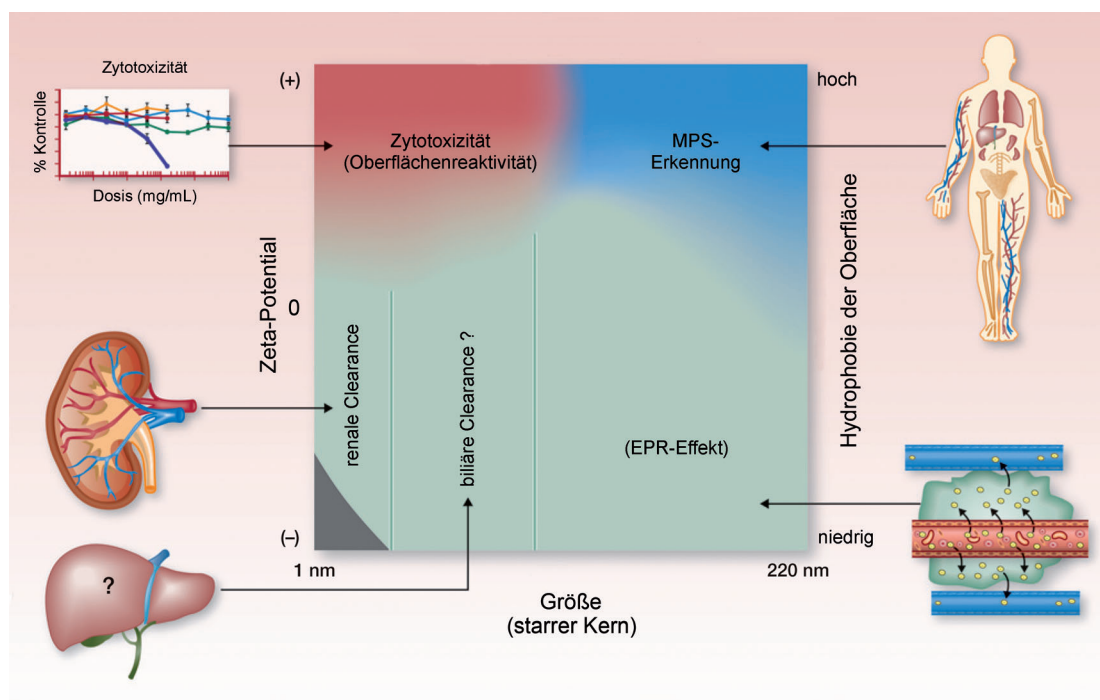 Zytotoxizität
% Kontrolle
Dosis (mg/mL)
(+)
Zeta-Potential
0
(–)
Zytotoxizität
(Oberflächenreaktivität)
MPS-
Erkennung
renale Clearance
biliäre Clearance ?
(EPR-Effekt)
hoch
Hydrophobie der Oberfläche
niedrig
?
1 nm
220 nm
Größe
(starrer Kern)